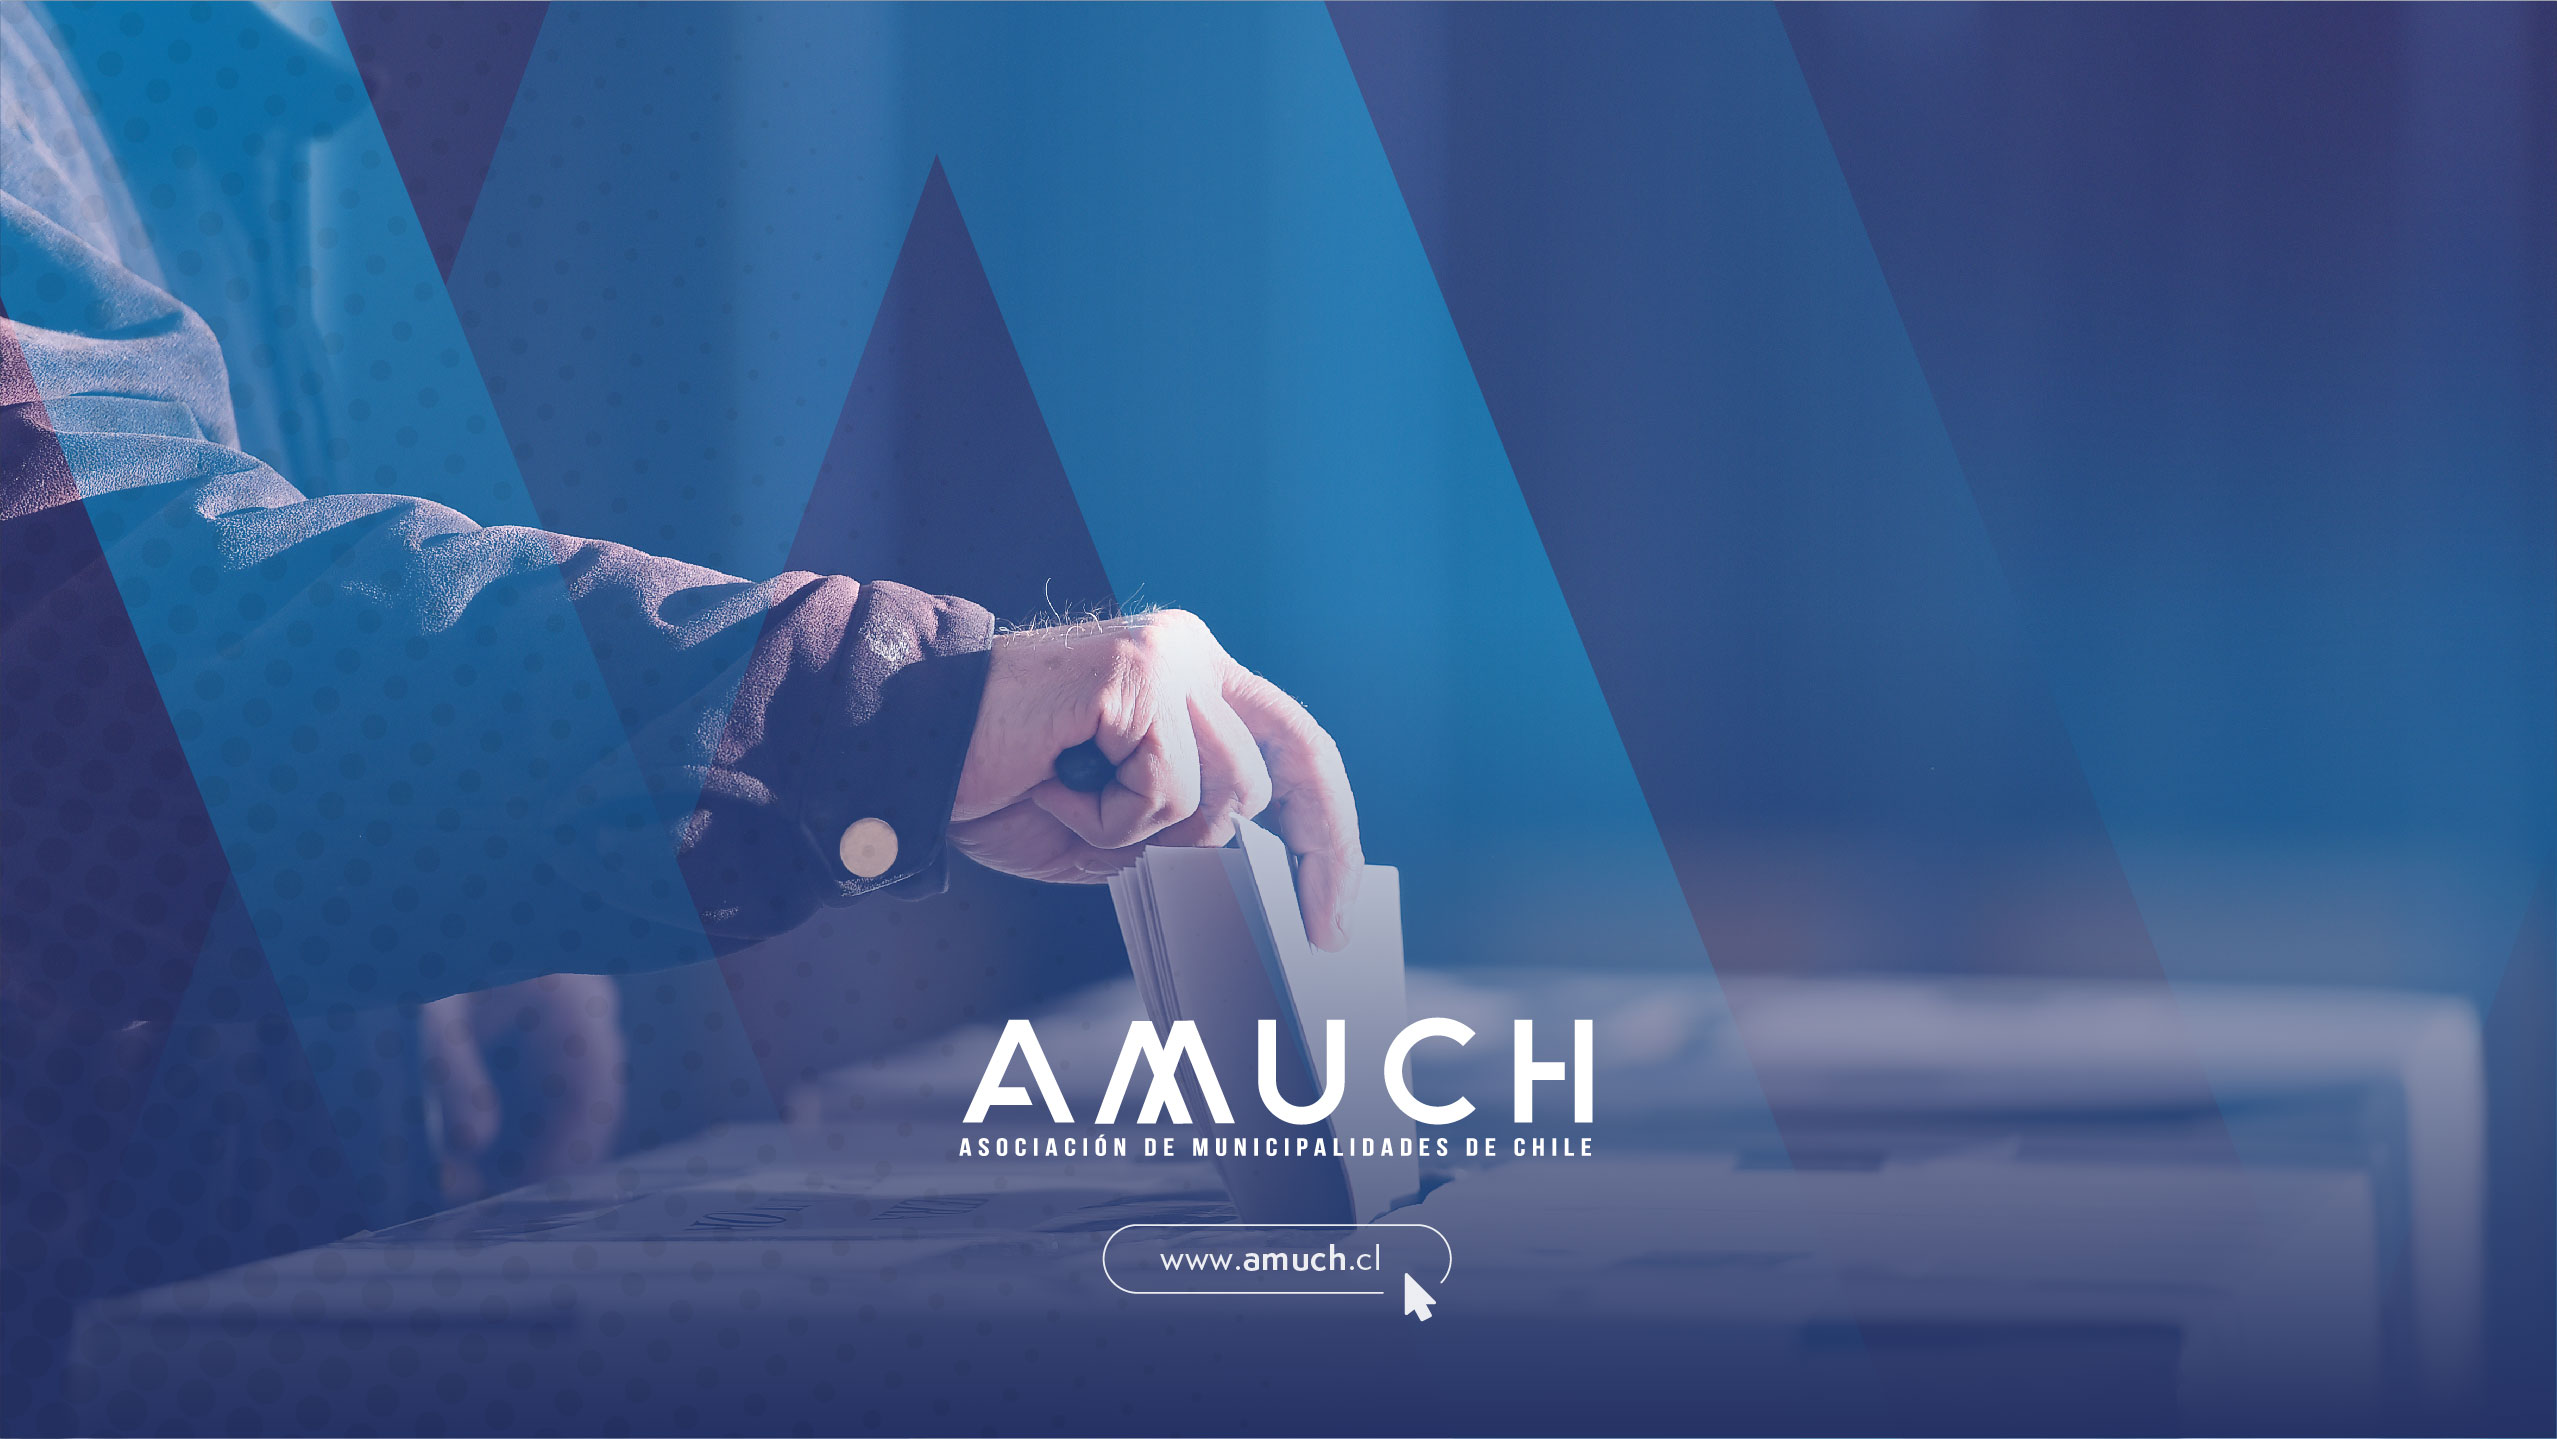 AMUCH
ASOCIACIÓN DE MUNICIPALIDADES DE CHILE
www.amuch.cl